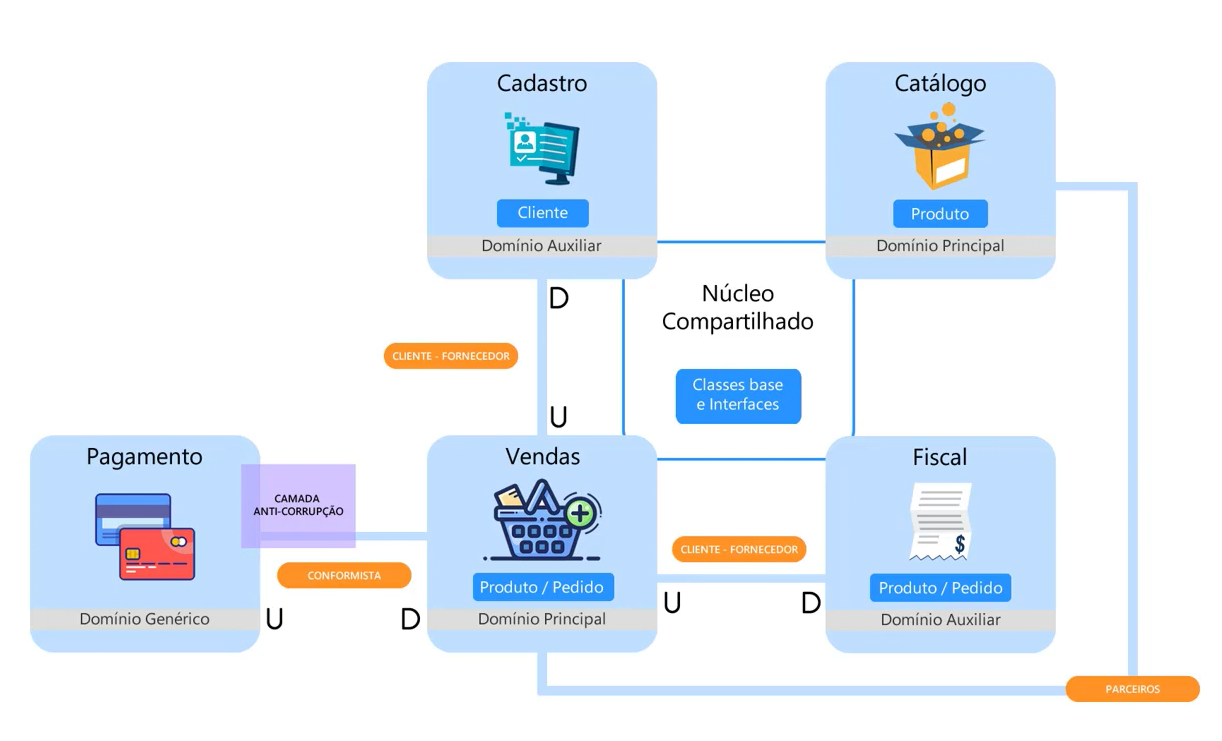 Cadastro
Cliente
Domínio Auxiliar
Catálogo
Produto
Domínio Principal
D
Núcleo
Compartilhado
CLIENTE - FORNECEDOR
Classes base
e Interfaces
U
Pagamento
CAMADA
ANTI-CORRUPÇÃO
CONFORMISTA
Domínio Genérico
U
D
Vendas
Produto / Pedido
Domínio Principal
CLIENTE - FORNECEDOR
U
D
Fiscal
$
Produto / Pedido
Domínio Auxiliar
PARCEIROS